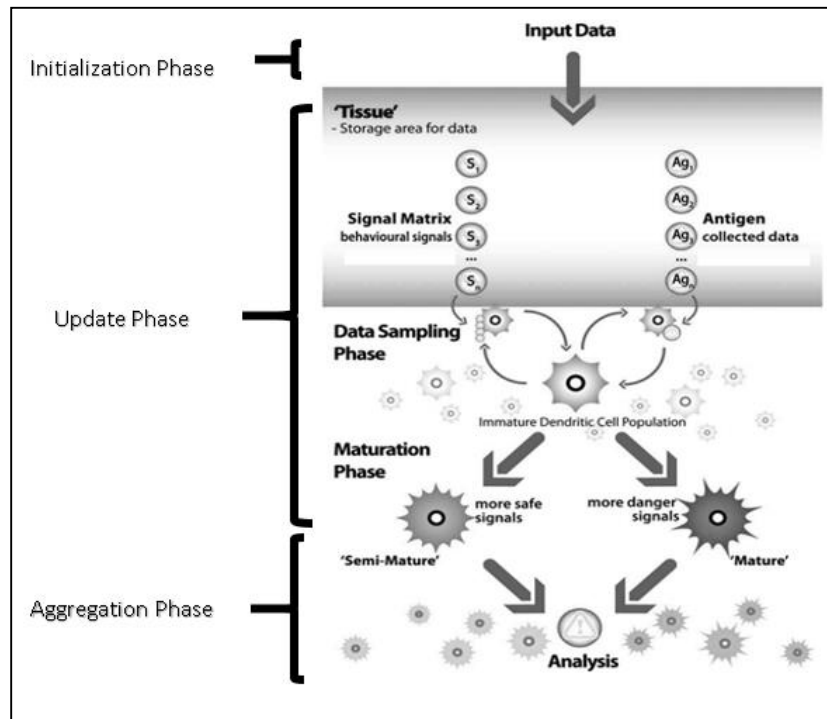 Input Data
Initialization Phase
'Tissue'
- Storage area for data
S1
Ag1
S2
Ag2
Signal Matrix
behavioural signals
S3
Antigen
collected data
Ag3
...
...
Sn
Agn
Update Phase
Data Sampling
Phase
Immature Dendritic Cell Population
Maturation
Phase
more safe
signals
more danger
signals
'Semi-Mature'
'Mature'
Aggregation Phase
Analysis